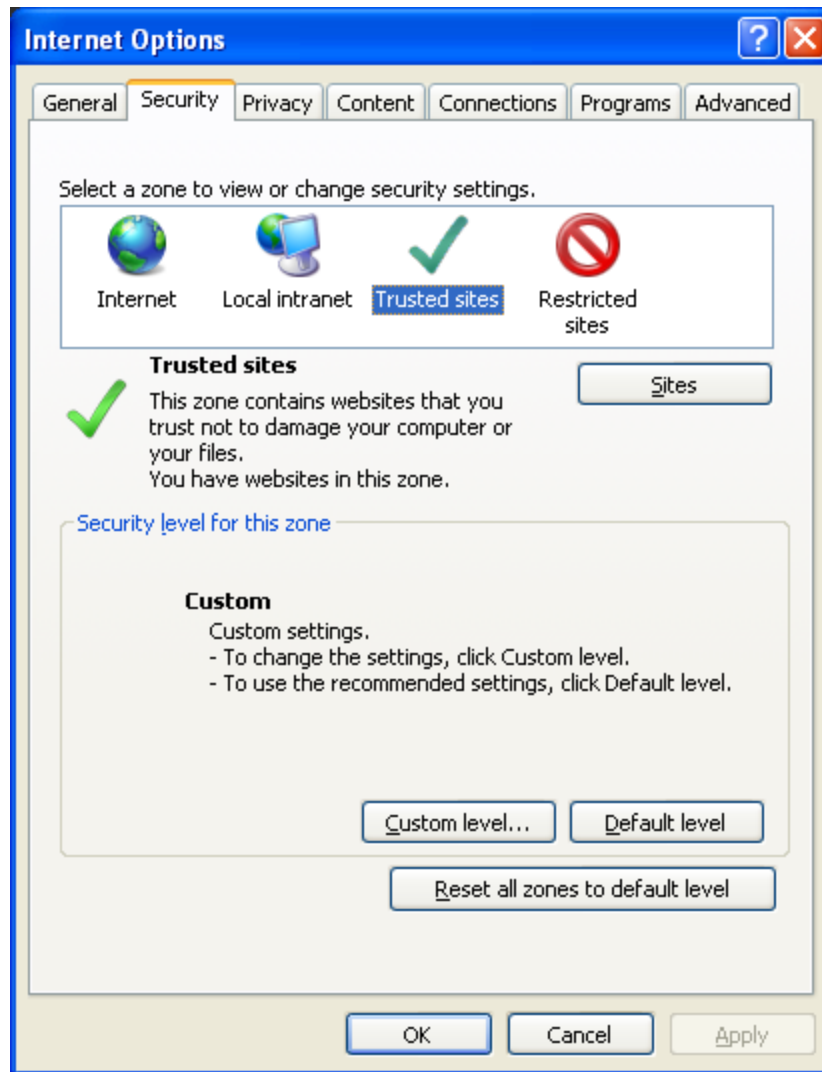 Internet Options
General Security Privacy Content Connections Programs Advanced
Select a zone to view or change security settings.
Internet Local intranet Trusted sites Restricted sites
Trusted sites
Sites
This zone contains websites that you
trust not to damage your computer or
your files.
You have websites in this zone.
Security level for this zone
Custom
Custom settings.
- To change the settings, click Custom level.
- To use the recommended settings, click Default level.
Custom level... Default level
Reset all zones to default level
OK Cancel Apply